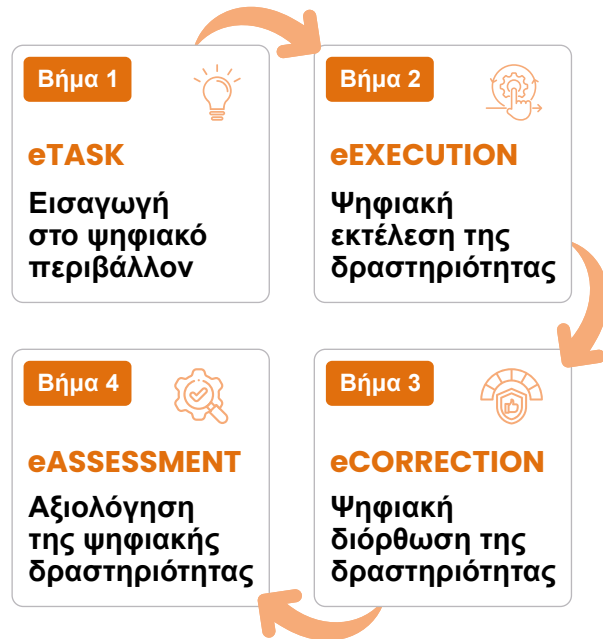 Βήμα 1
eTASK
Εισαγωγή
στο ψηφιακό
περιβάλλον
Βήμα 2
eEXECUTION
Ψηφιακή
εκτέλεση της
δραστηριότητας
Βήμα 3
eCORRECTION
Ψηφιακή
διόρθωση της
δραστηριότητας
Βήμα 4
eASSESSMENT
Αξιολόγηση
της ψηφιακής
δραστηριότητας